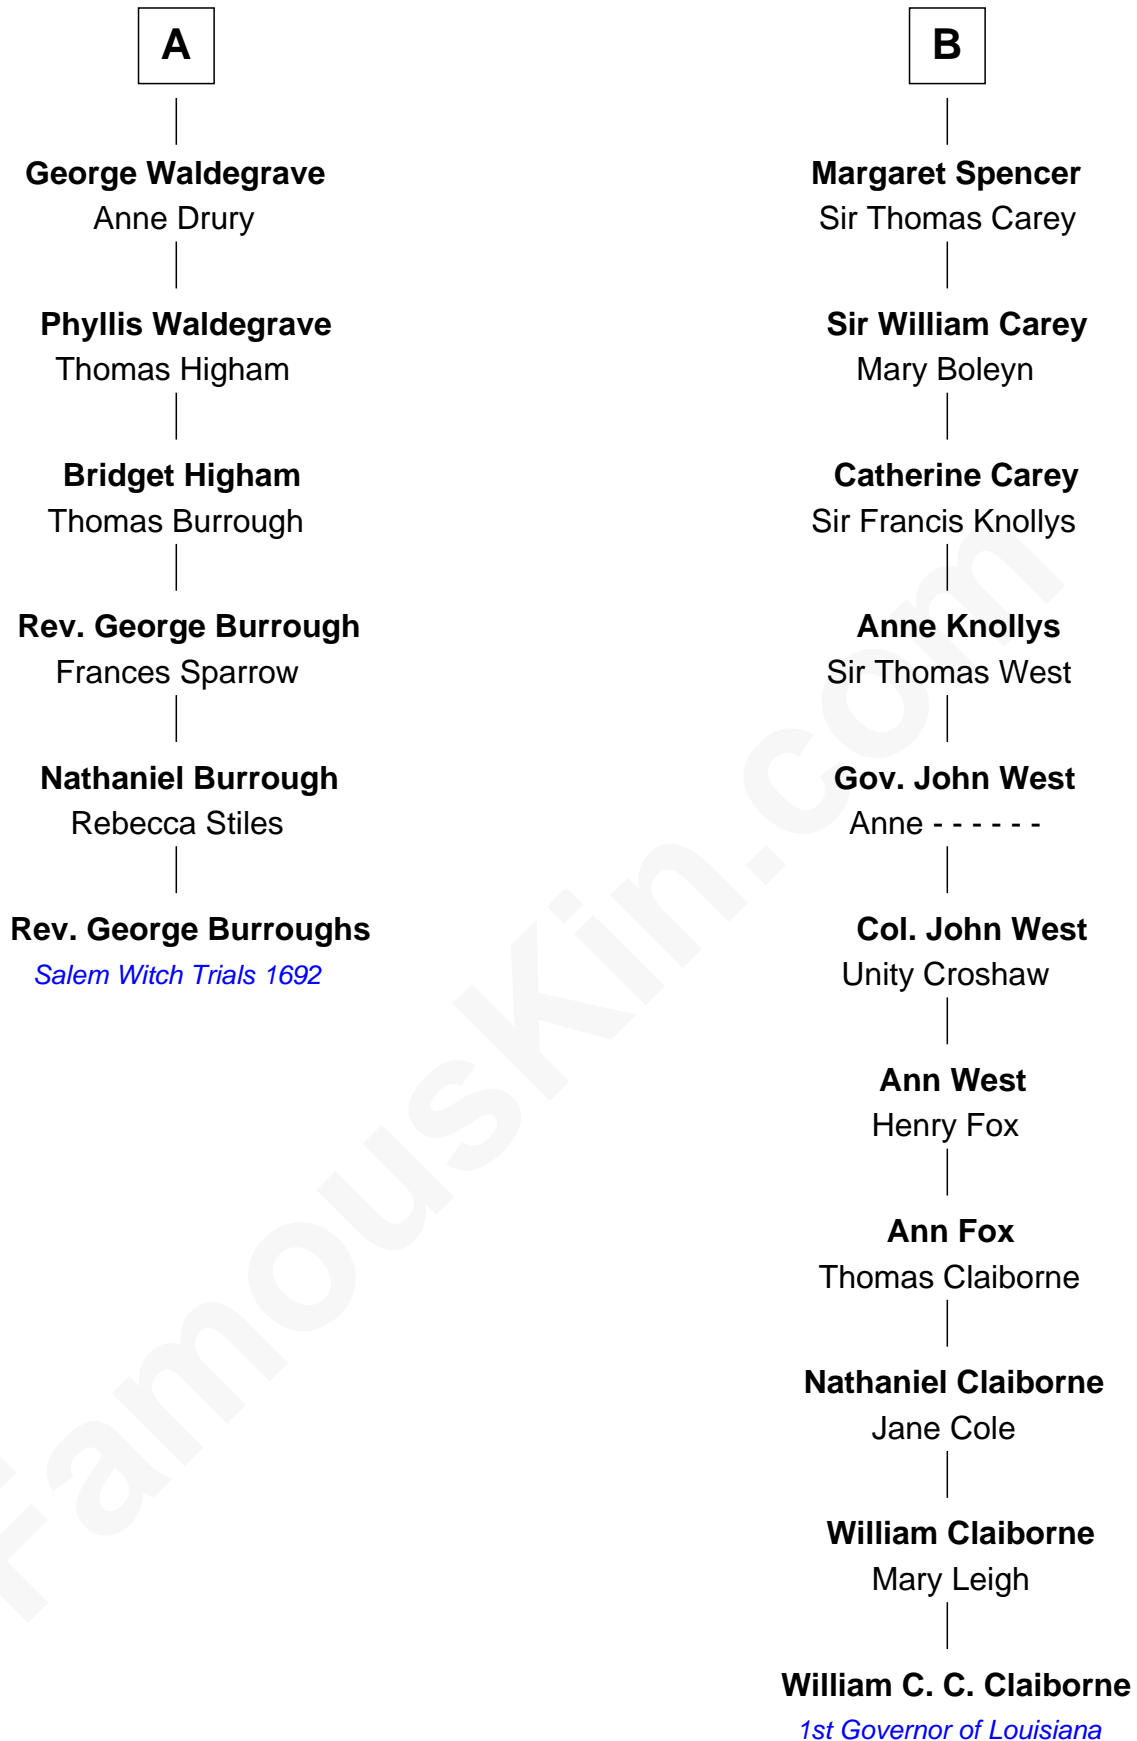 A
George Waldegrave
Anne Drury
Phyllis Waldegrave
Thomas Higham
Bridget Higham
Thomas Burrough
Rev. George Burrough
Frances Sparrow
Nathaniel Burrough
Rebecca Stiles
Rev. George Burroughs
Salem Witch Trials 1692
B
Margaret Spencer
Sir Thomas Carey
Sir William Carey
Mary Boleyn
Catherine Carey
Sir Francis Knollys
Anne Knollys
Sir Thomas West
Gov. John West
Anne - - - - - -
Col. John West
Unity Croshaw
Ann West
Henry Fox
Ann Fox
Thomas Claiborne
Nathaniel Claiborne
Jane Cole
William Claiborne
Mary Leigh
William C. C. Claiborne
1st Governor of Louisiana
FamousKin.com